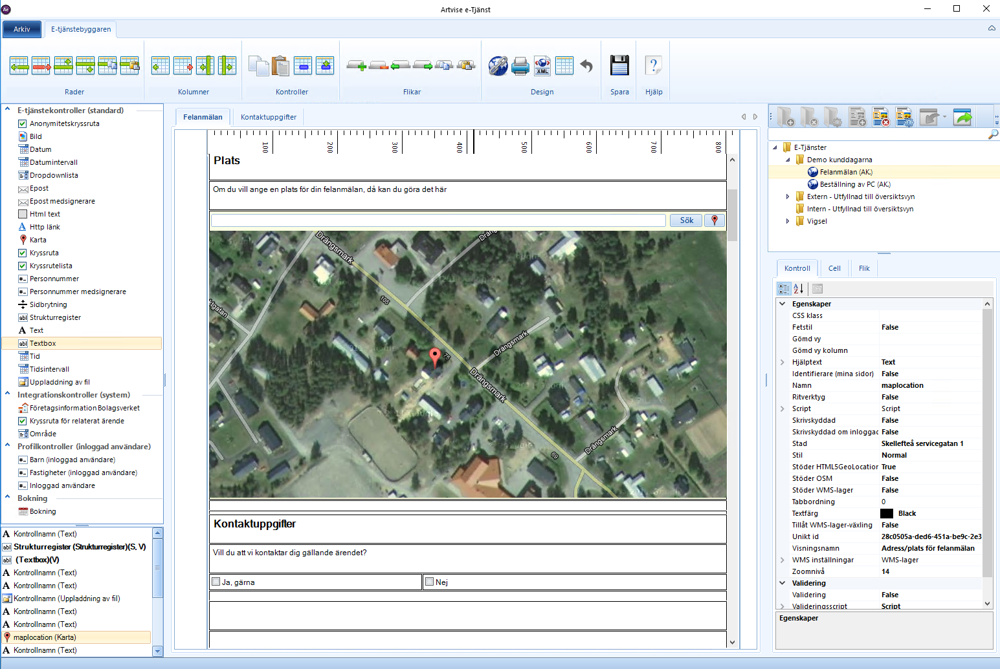 Ae
Artvise e-Tjänst
Arkiv
E-tjänstebyggaren
XML
?
Rader
Kolumner
Kontroller
Flikar
Design
Spara
Hjälp
E-tjänstekontroller (standard)
Anonymitetskryssruta
Bild
Datum
Datumintervall
Dropdownlista
Epost
Epost medsignerare
Html text
Http länk
Karta
Kryssruta
Kryssrutelista
Personnummer
Personnummer medsignerare
Sidbrytning
Strukturregister
Text
Textbox
Tid
Tidsintervall
Uppladdning av fil
Integrationskontroller (system)
Företagsinformation Bolagsverket
Kryssruta för relaterat ärende
Område
Profilkontroller (inloggad användare)
Barn (inloggad användare)
Fastigheter (inloggad användare)
Inloggad användare
Bokning
Bokning
Kontrollnamn (Text)
Strukturregister (Strukturregister)(S, V)
(Textbox)(V)
Kontrollnamn (Text)
Kontrollnamn (Text)
Kontrollnamn (Uppladdning av fil)
Kontrollnamn (Text)
Kontrollnamn (Text)
maplocation (Karta)
Kontrollnamn (Text)
Felanmälan
Kontaktuppgifter
100 200 300 400 500 600 700 800
Plats
Om du vill ange en plats för din felanmälan, då kan du göra det här
Sök
Drängsmark
105
75
Drängsmark
Drängsmark
Drängsmark
69
Kontaktuppgifter
Vill du att vi kontaktar dig gällande ärendet?
Ja, gärna
Nej
E-Tjänster
Demo kunddagarna
Felanmälan (AK.)
Beställning av PC (AK.)
Extern - Utfyllnad till översiktsvyn
Intern - Utfyllnad till översiktsvyn
Vigsel
Kontroll
Cell
Flik
Egenskaper
CSS klass
Fetstil False
Gömd vy
Gömd vy kolumn
Hjälptext Text
Identifierare (mina sidor) False
Namn maplocation
Ritverktyg False
Script Script
Skrivskyddad False
Skrivskyddad om inloggad False
Stad Skellefteå servicegatan 1
Stil Normal
Stöder HTML5GeoLocation True
Stöder OSM False
Stöder WMS-lager False
Tabbordning 0
Textfärg Black
Tillåt WMS-lager-växling False
Unikt id 28c0505a-ded6-451a-be9c-2e3
Visningsnamn Adress/plats för felanmälan
WMS inställningar WMS-lager
Zoomnivå 14
Validering
Validering False
Valideringsscript Script
Egenskaper